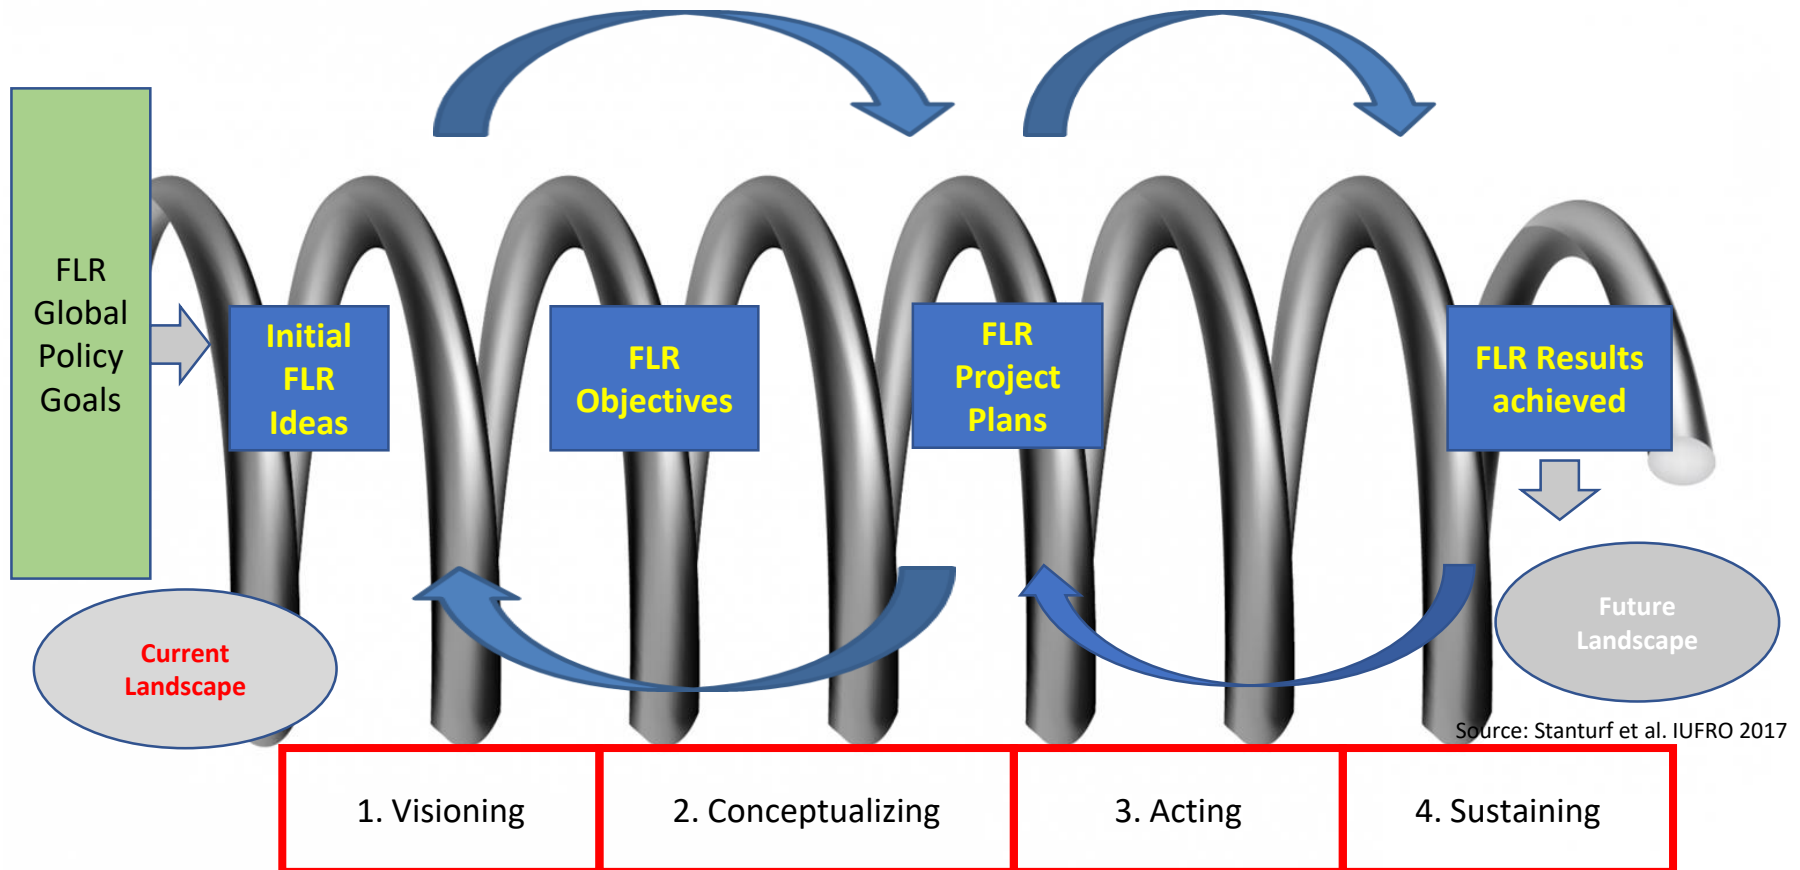 FLR
Global
Policy
Goals
Initial
FLR
Ideas
FLR
Objectives
FLR
Project
Plans
FLR Results
achieved
Current
Landscape
Future
Landscape
Source: Stanturf et al. IUFRO 2017
1. Visioning
2. Conceptualizing
3. Acting
4. Sustaining